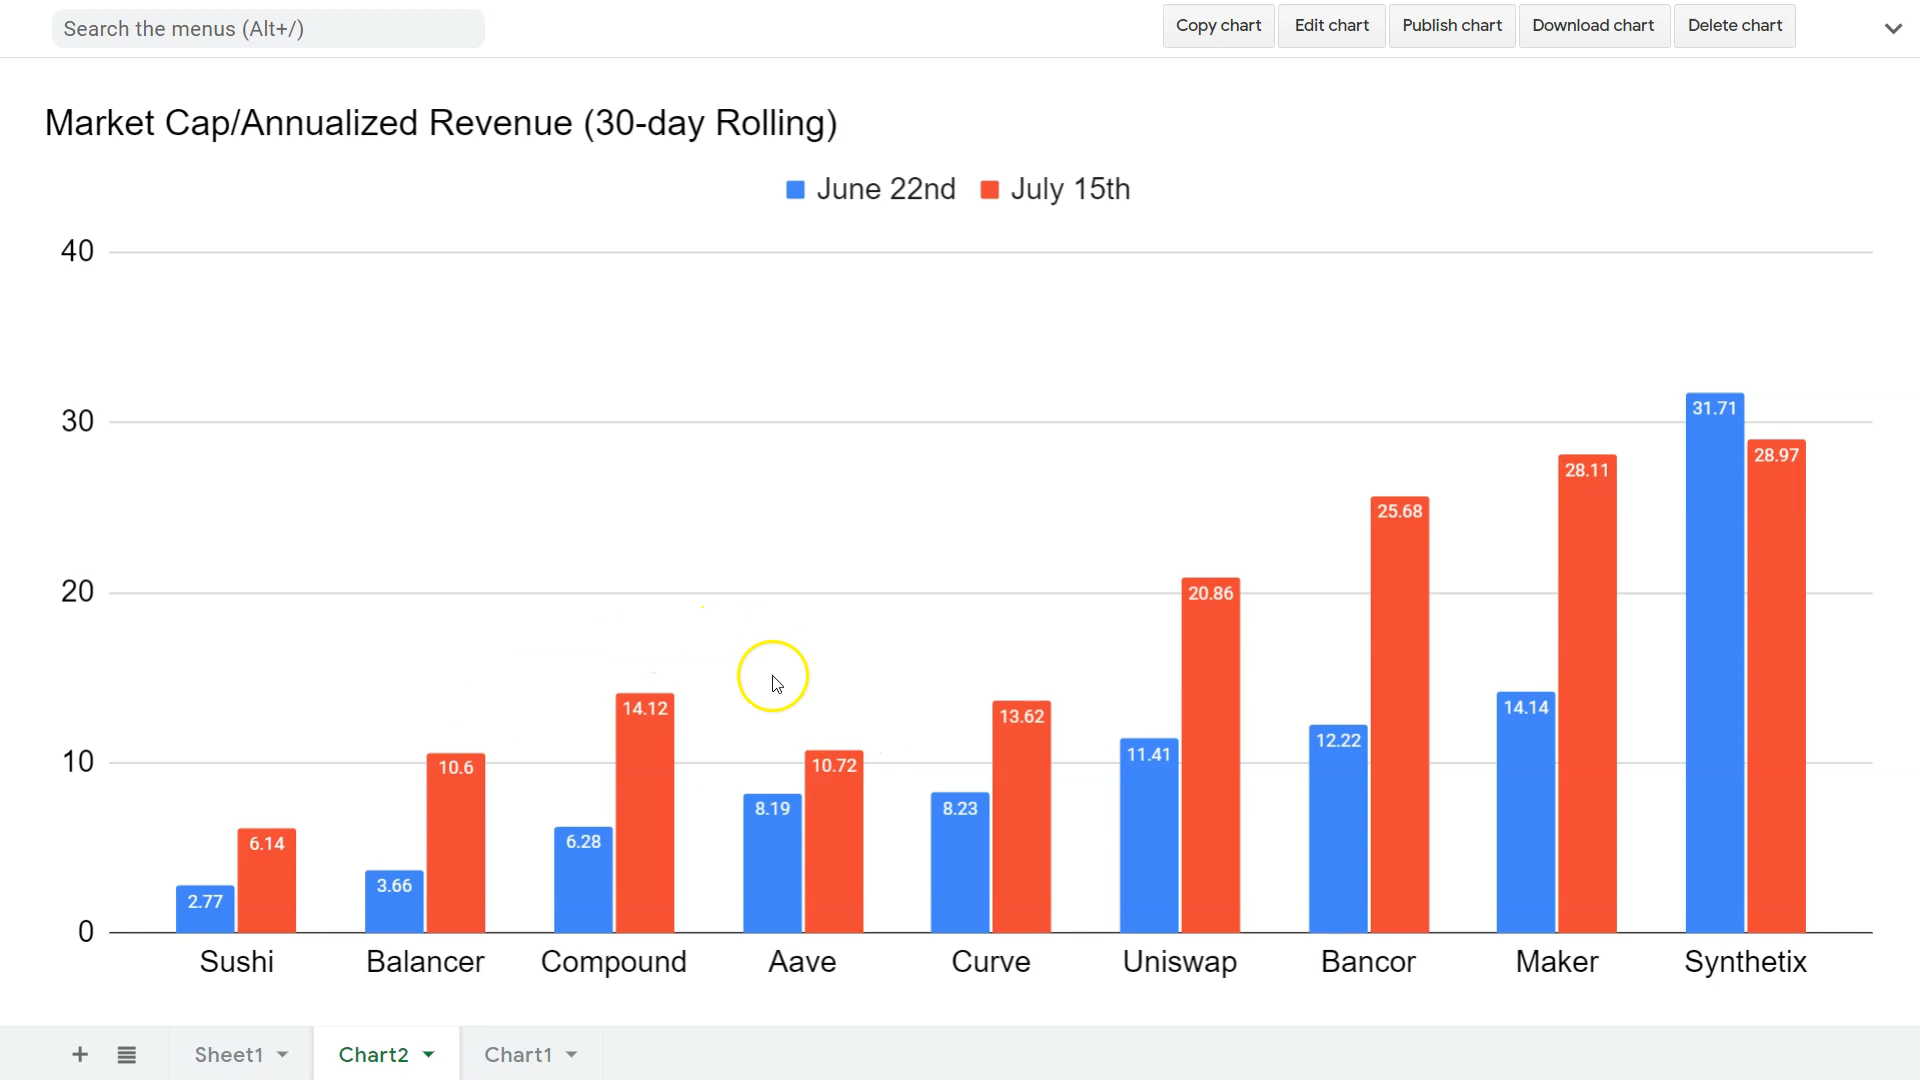 Search the menus (Alt+/)
Copy chart
Edit chart
Publish chart
Download chart
Delete chart
Market Cap/Annualized Revenue (30-day Rolling)
June 22nd
July 15th
40
30
20
10
0
2.77
6.14
3.66
10.6
6.28
14.12
8.19
10.72
8.23
13.62
11.41
20.86
12.22
25.68
14.14
28.11
31.71
28.97
Sushi
Balancer
Compound
Aave
Curve
Uniswap
Bancor
Maker
Synthetix
Sheet1
Chart2
Chart1